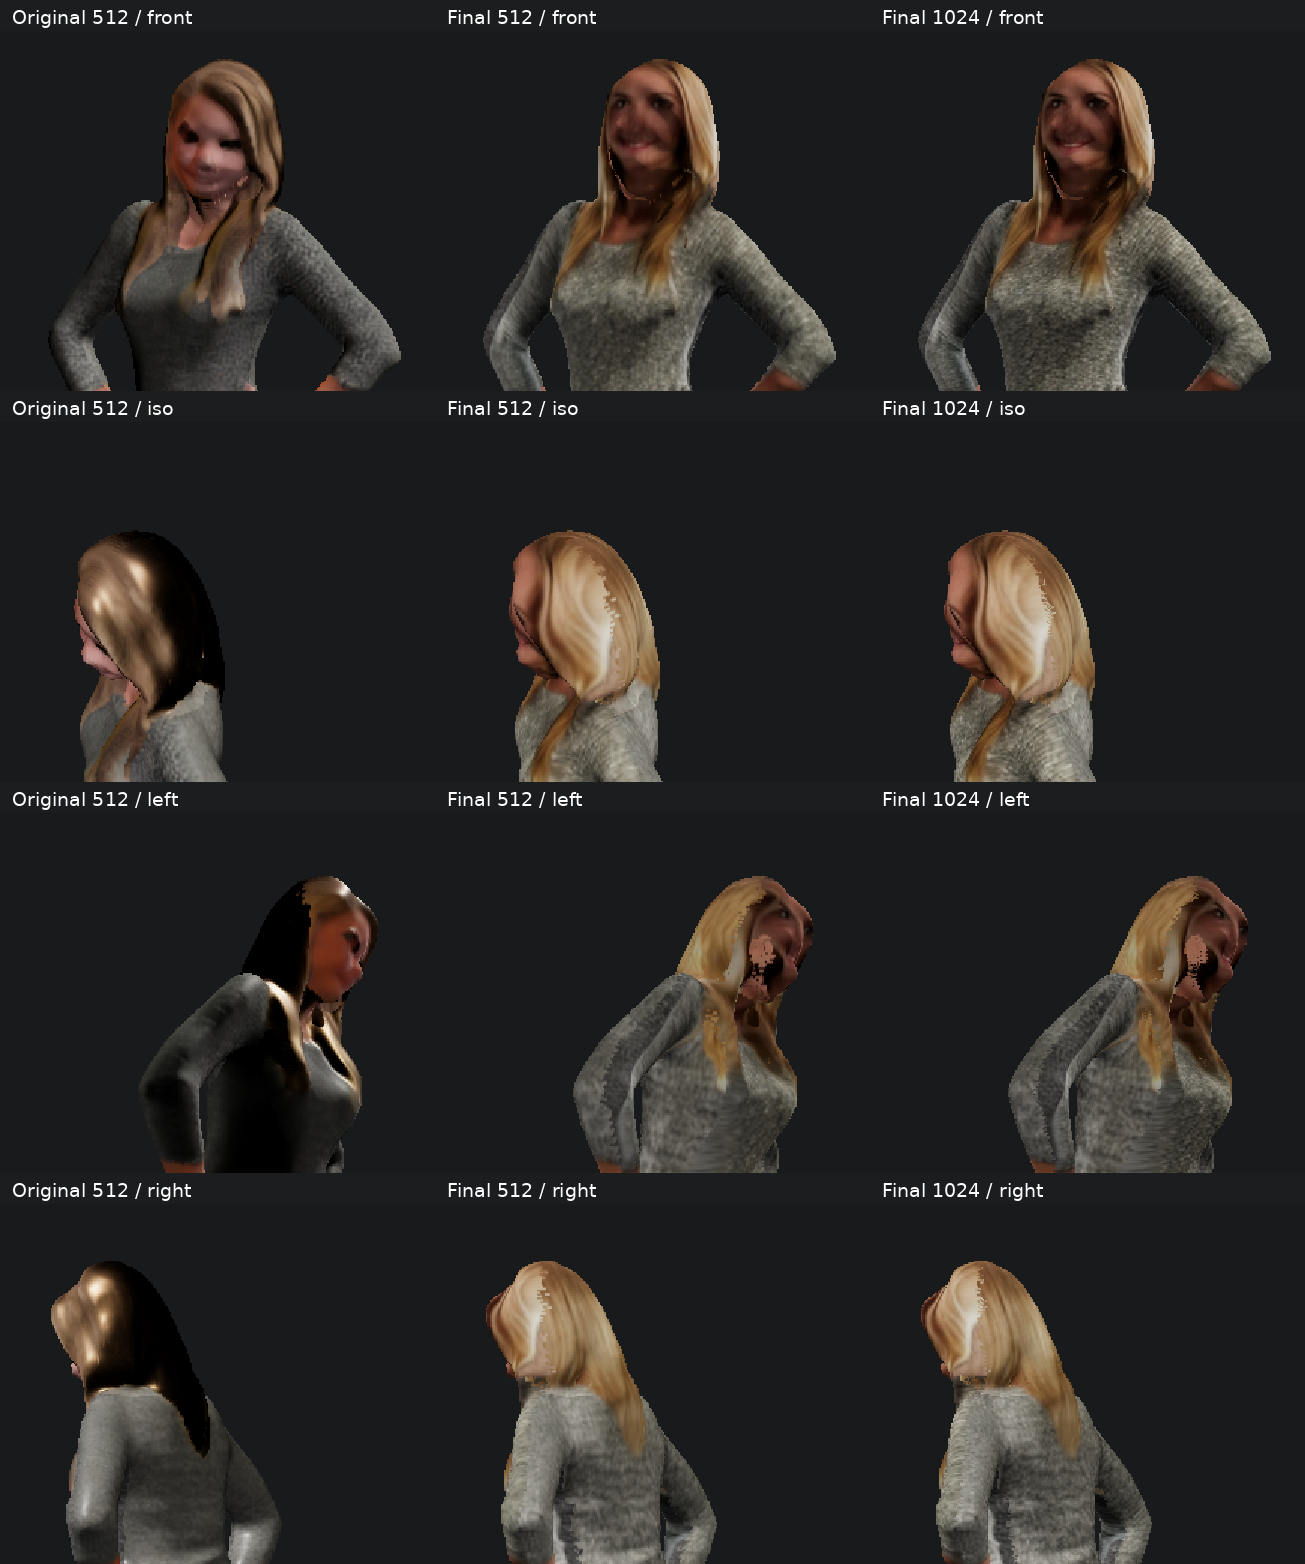 Original 512 / front
Final 512 / front
Final 1024 / front
Original 512 / iso
Final 512 / iso
Final 1024 / iso
Original 512 / left
Final 512 / left
Final 1024 / left
Original 512 / right
Final 512 / right
Final 1024 / right